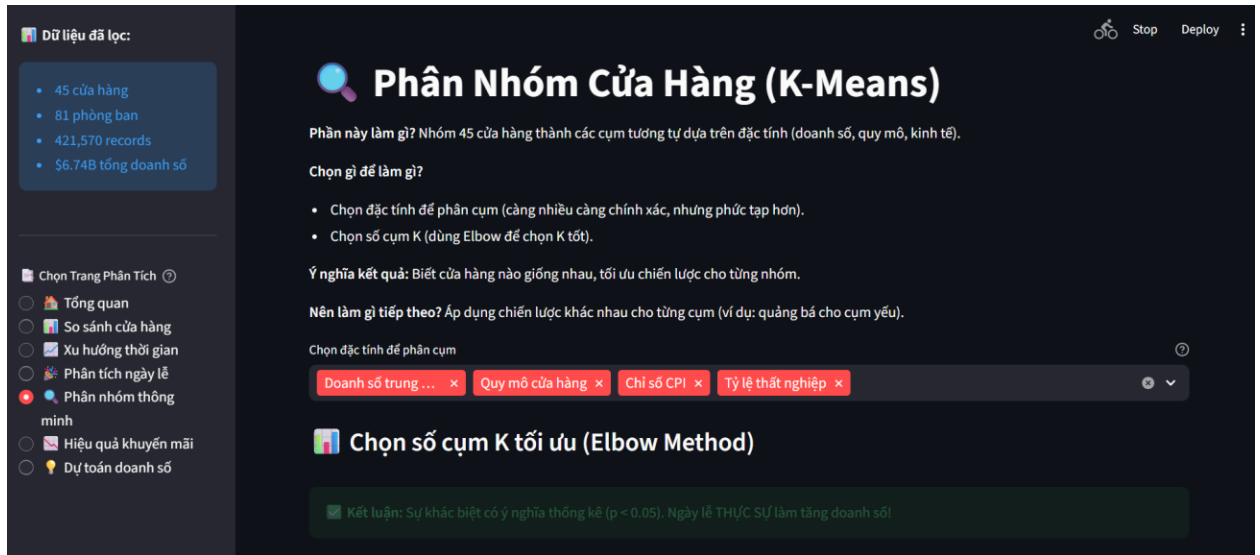 Dữ liệu đã lọc:
45 cửa hàng
81 phòng ban
421,570 records
$6.74B tổng doanh số
Chọn Trang Phân Tích
Tổng quan
So sánh cửa hàng
Xu hướng thời gian
Phân tích ngày lễ
Phân nhóm thông
minh
Hiệu quả khuyến mãi
Dự toán doanh số
Stop Deploy
Phân Nhóm Cửa Hàng (K-Means)
Phần này làm gì? Nhóm 45 cửa hàng thành các cụm tương tự dựa trên đặc tính (doanh số, quy mô, kinh tế).
Chọn gì để làm gì?
Chọn đặc tính để phân cụm (càng nhiều càng chính xác, nhưng phức tạp hơn).
Chọn số cụm K (dùng Elbow để chọn K tốt).
Ý nghĩa kết quả: Biết cửa hàng nào giống nhau, tối ưu chiến lược cho từng nhóm.
Nên làm gì tiếp theo? Áp dụng chiến lược khác nhau cho từng cụm (ví dụ: quảng bá cho cụm yếu).
Chọn đặc tính để phân cụm
Doanh số trung ... Quy mô cửa hàng Chỉ số CPI Tỷ lệ thất nghiệp
Chọn số cụm K tối ưu (Elbow Method)
Kết luận: Sự khác biệt có ý nghĩa thống kê (p < 0.05). Ngày lễ THỰC SỰ làm tăng doanh số!